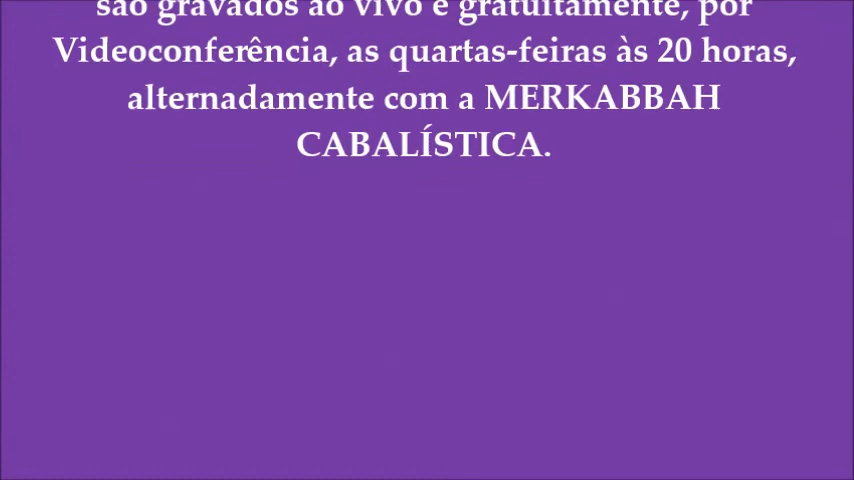 são gravados ao vivo e gratuitamente, por
Videoconferência, as quartas-feiras às 20 horas,
alternadamente com a MERKABBAH
CABALÍSTICA.